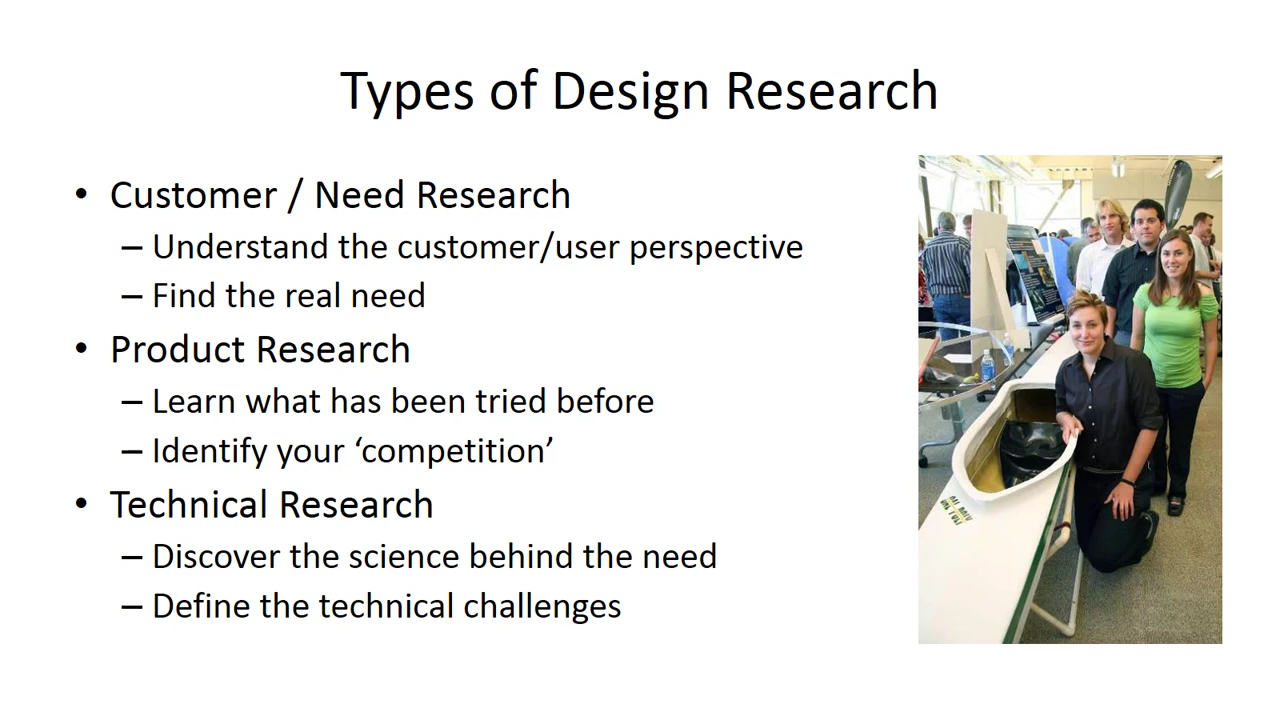 Types of Design Research
• Customer / Need Research
– Understand the customer/user perspective
– Find the real need
• Product Research
– Learn what has been tried before
– Identify your ‘competition’
• Technical Research
– Discover the science behind the need
– Define the technical challenges